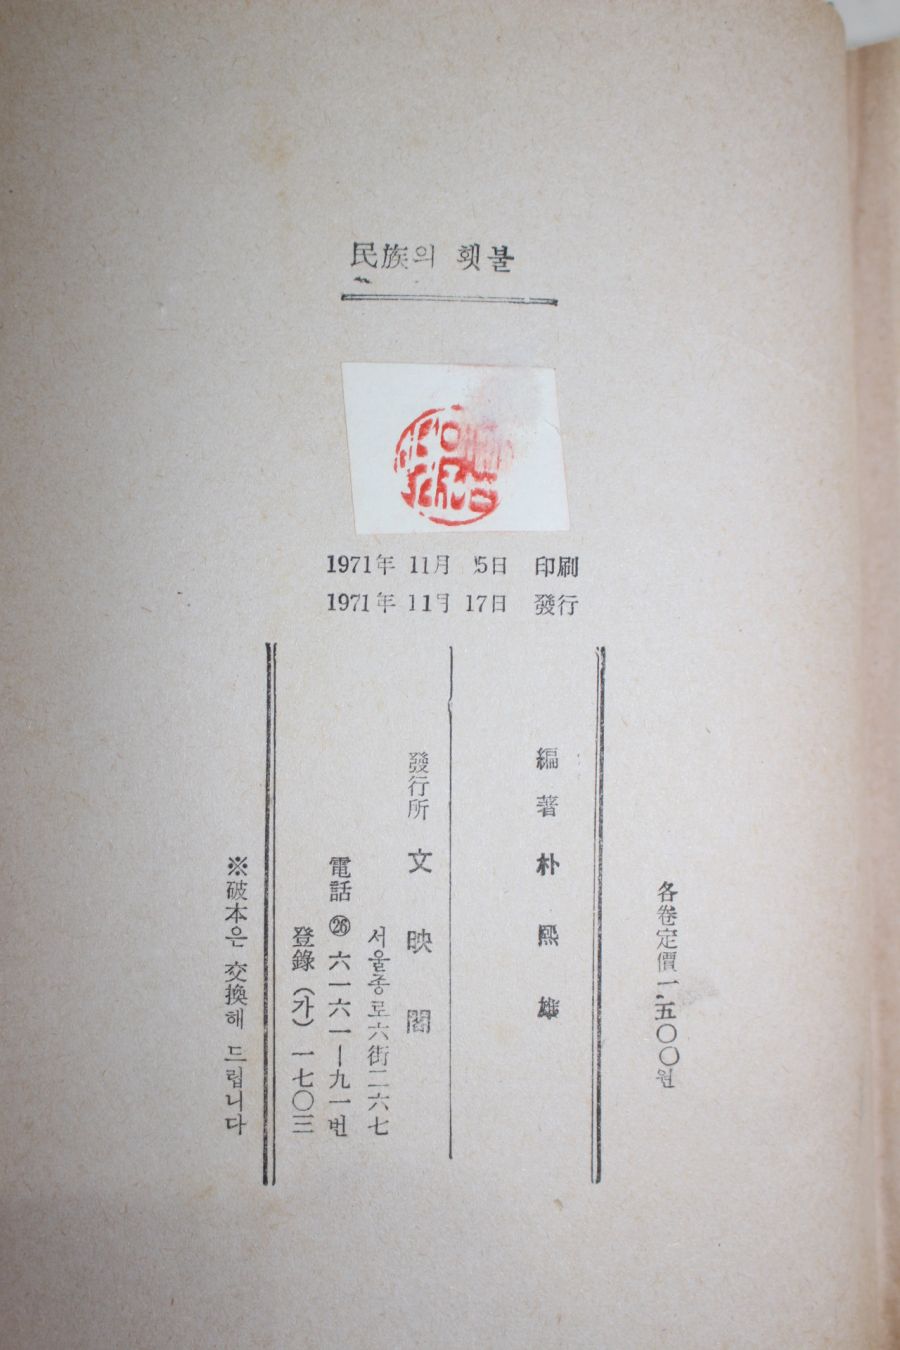 民族의 횃불
1971年 11月 5日 印刷
1971年 11月 17日 發行
各卷定價一,五〇〇원
編著 朴熙雄
發行所 文映閣
서울종로六街二六七
電話 ㉖ 六一六一ー九一번
登錄 (가) 一七〇三
※破本은 交換해 드립니다